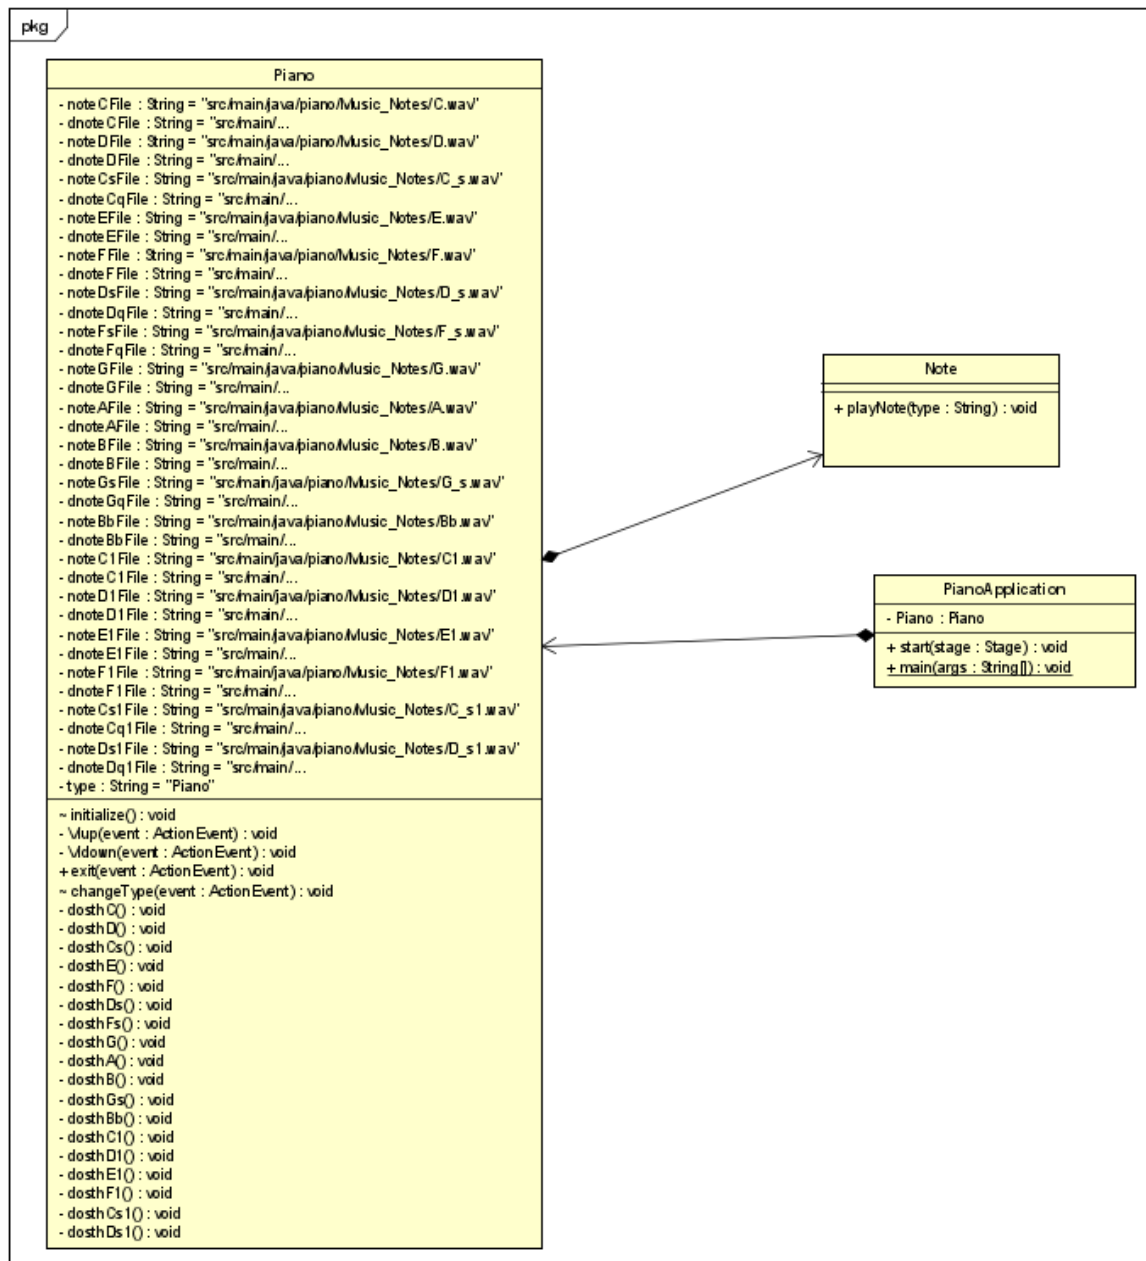 pkg
Piano
- noteCFile : String = "src/main/java/piano/Music_Notes/C.wav"
- dnoteCFile : String = "src/main/...
- noteDFile : String = "src/main/java/piano/Music_Notes/D.wav"
- dnoteDFile : String = "src/main/...
- noteCsFile : String = "src/main/java/piano/Music_Notes/C_s.wav"
- dnoteCqFile : String = "src/main/...
- noteEFile : String = "src/main/java/piano/Music_Notes/E.wav"
- dnoteEFile : String = "src/main/...
- noteFFile : String = "src/main/java/piano/Music_Notes/F.wav"
- dnoteFFile : String = "src/main/...
- noteDsFile : String = "src/main/java/piano/Music_Notes/D_s.wav"
- dnoteDqFile : String = "src/main/...
- noteFsFile : String = "src/main/java/piano/Music_Notes/F_s.wav"
- dnoteFqFile : String = "src/main/...
- noteGFile : String = "src/main/java/piano/Music_Notes/G.wav"
- dnoteGFile : String = "src/main/...
- noteAFile : String = "src/main/java/piano/Music_Notes/A.wav"
- dnoteAFile : String = "src/main/...
- noteBFile : String = "src/main/java/piano/Music_Notes/B.wav"
- dnoteBFile : String = "src/main/...
- noteGsFile : String = "src/main/java/piano/Music_Notes/G_s.wav"
- dnoteGqFile : String = "src/main/...
- noteBbFile : String = "src/main/java/piano/Music_Notes/Bb.wav"
- dnoteBbFile : String = "src/main/...
- noteC1File : String = "src/main/java/piano/Music_Notes/C1.wav"
- dnoteC1File : String = "src/main/...
- noteD1File : String = "src/main/java/piano/Music_Notes/D1.wav"
- dnoteD1File : String = "src/main/...
- noteE1File : String = "src/main/java/piano/Music_Notes/E1.wav"
- dnoteE1File : String = "src/main/...
- noteF1File : String = "src/main/java/piano/Music_Notes/F1.wav"
- dnoteF1File : String = "src/main/...
- noteCs1File : String = "src/main/java/piano/Music_Notes/C_s1.wav"
- dnoteCq1File : String = "src/main/...
- noteDs1File : String = "src/main/java/piano/Music_Notes/D_s1.wav"
- dnoteDq1File : String = "src/main/...
- type : String = "Piano"
~ initialize() : void
- Vlup(event : ActionEvent) : void
- Vldown(event : ActionEvent) : void
+ exit(event : ActionEvent) : void
~ changeType(event : ActionEvent) : void
- dosthC() : void
- dosthD() : void
- dosthCs() : void
- dosthE() : void
- dosthF() : void
- dosthDs() : void
- dosthFs() : void
- dosthG() : void
- dosthA() : void
- dosthB() : void
- dosthGs() : void
- dosthBb() : void
- dosthC1() : void
- dosthD1() : void
- dosthE1() : void
- dosthF1() : void
- dosthCs1() : void
- dosthDs1() : void
Note
+ playNote(type : String) : void
PianoApplication
- Piano : Piano
+ start(stage : Stage) : void
+ main(args : String[]) : void